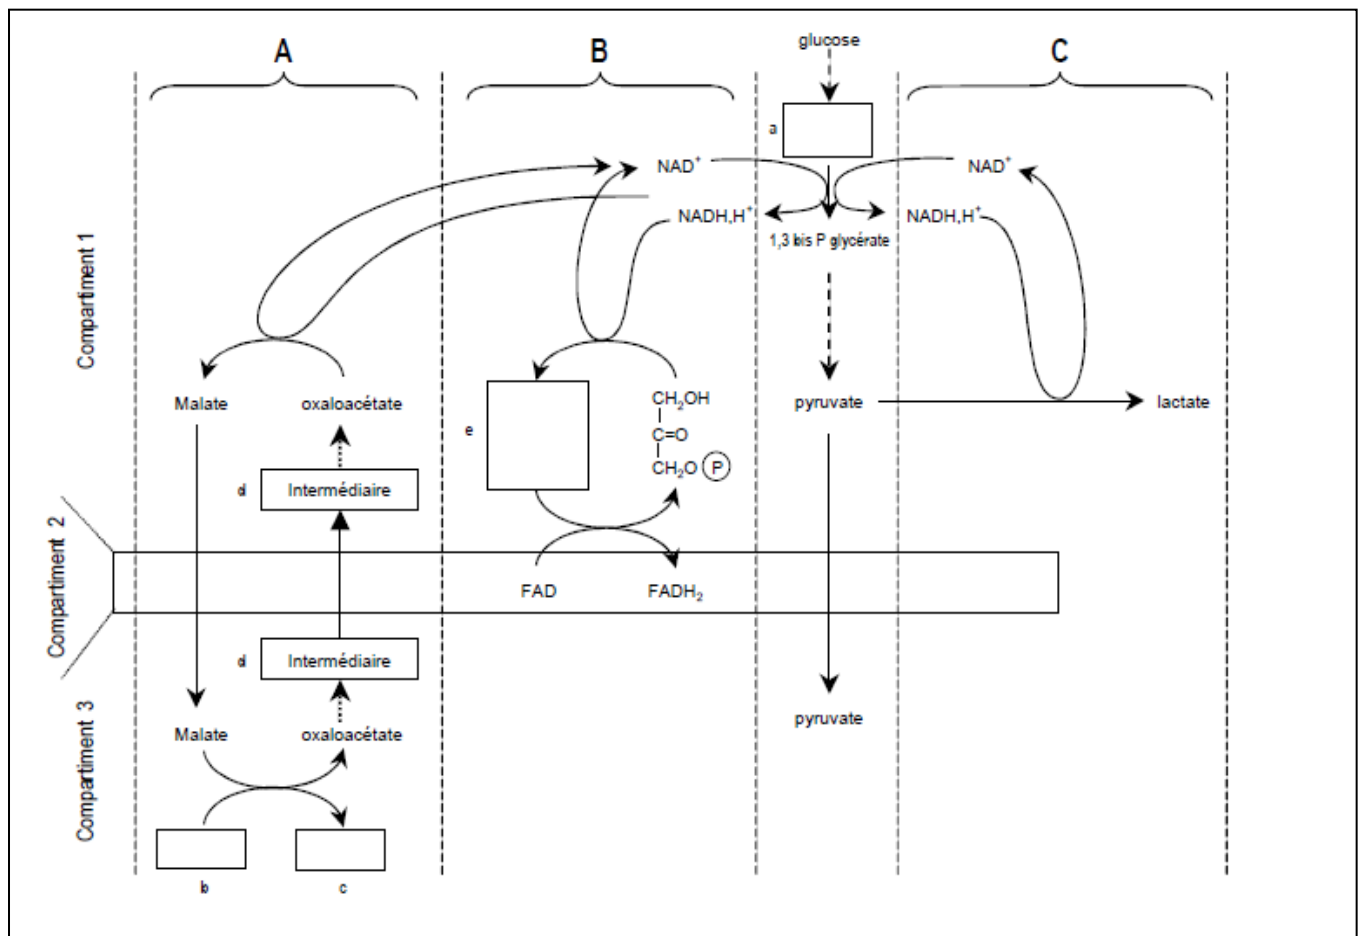 A
B
glucose
C
a
NAD+
NAD+
NADH,H+
NADH,H+
1,3 bis P glycérate
Compartiment 1
Malate
oxaloacétate
e
CH2OH
C=O
CH2O P
pyruvate
lactate
d
Intermédiaire
Compartiment 2
FAD
FADH2
d
Intermédiaire
Compartiment 3
Malate
oxaloacétate
pyruvate
b
c